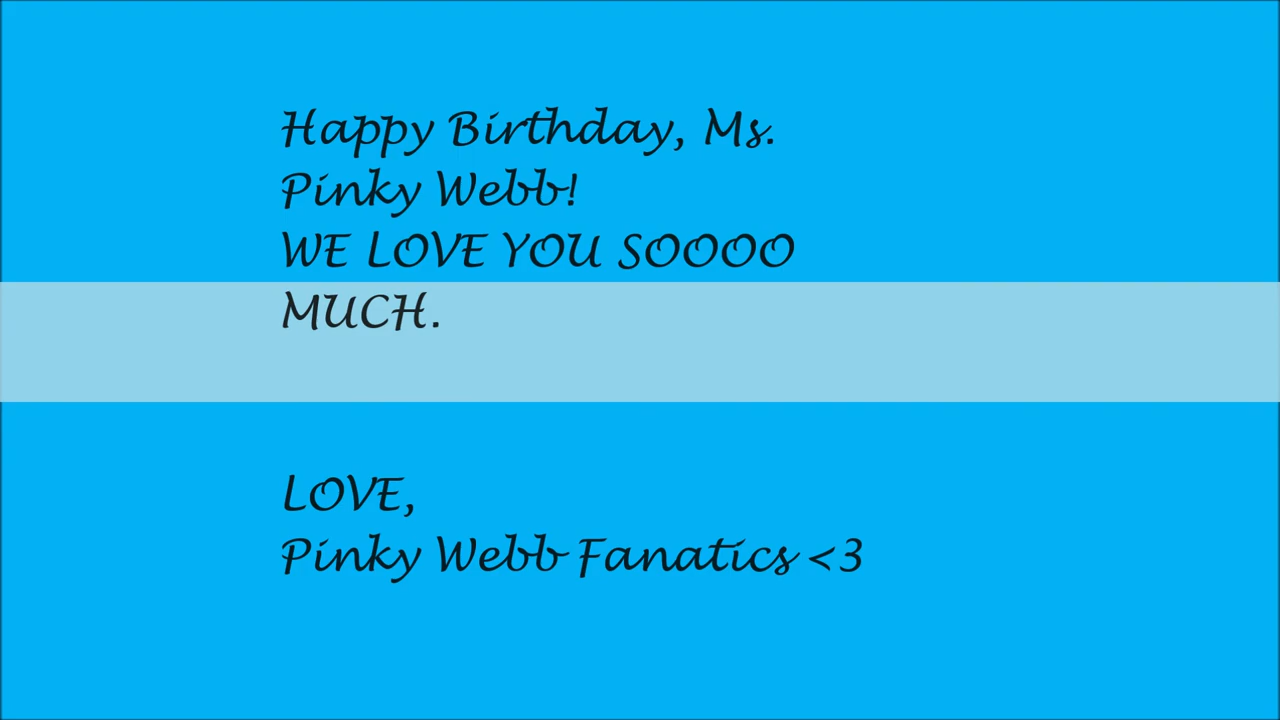 Happy Birthday, Ms.
Pinky Webb!
WE LOVE YOU SOOOO
MUCH.
LOVE,
Pinky Webb Fanatics <3